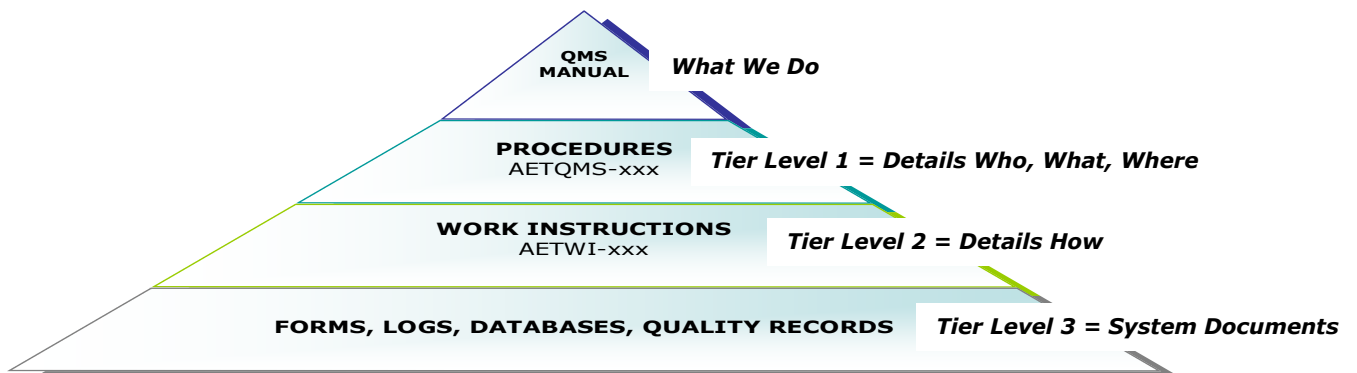 QMS
MANUAL
What We Do
PROCEDURES
AETQMS-xxx
Tier Level 1 = Details Who, What, Where
WORK INSTRUCTIONS
AETWI-xxx
Tier Level 2 = Details How
FORMS, LOGS, DATABASES, QUALITY RECORDS
Tier Level 3 = System Documents